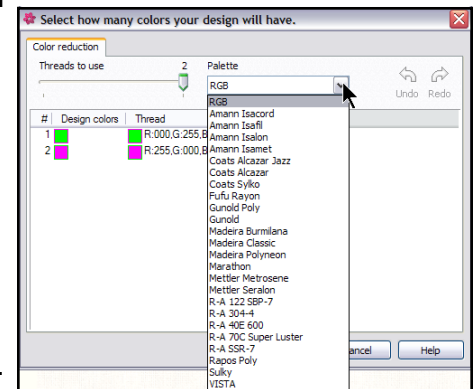 Select how many colors your design will have.
Color reduction
Threads to use 2 Palette
RGB
Undo Redo
# Design colors Thread
1 R:000,G:255,B
2 R:255,G:000,B
RGB
Amann Isacord
Amann Isafil
Amann Isalon
Amann Isamet
Coats Alcazar Jazz
Coats Alcazar
Coats Sylko
Fufu Rayon
Gunold Poly
Gunold
Madeira Burmilana
Madeira Classic
Madeira Polyneon
Marathon
Mettler Metrosene
Mettler Seralon
R-A 122 SBP-7
R-A 304-4
R-A 40E 600
R-A 70C Super Luster
R-A SSR-7
Rapos Poly
Sulky
VISTA
ancel Help